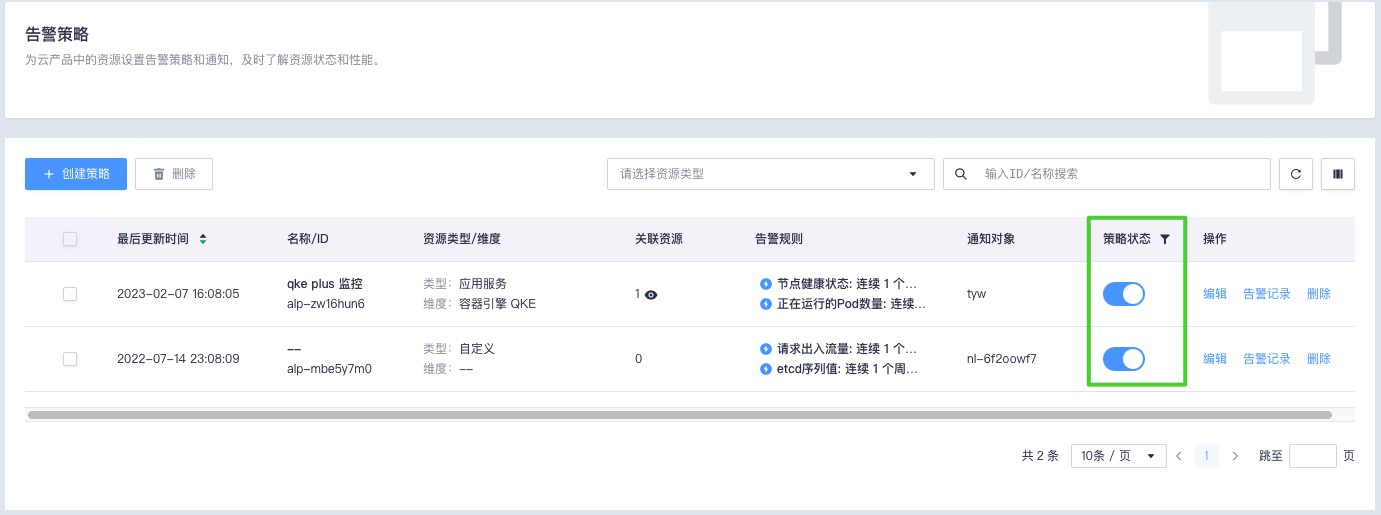 告警策略
为云产品中的资源设置告警策略和通知，及时了解资源状态和性能。
创建策略 删除 请选择资源类型 输入ID/名称搜索
最后更新时间 名称/ID 资源类型/维度 关联资源 告警规则 通知对象 策略状态 操作
2023-02-07 16:08:05 qke plus 监控 类型: 应用服务 1 节点健康状态: 连续 1 个… tyw 编辑 告警记录 删除
alp-zw16hun6 维度: 容器引擎 QKE 正在运行的Pod数量: 连续…
2022-07-14 23:08:09 -- 类型: 自定义 0 请求出入流量: 连续 1 个… nl-6f2oowf7 编辑 告警记录 删除
alp-mbe5y7m0 维度: -- etcd序列值: 连续 1 个周…
共 2 条 10条 / 页 1 跳至 页